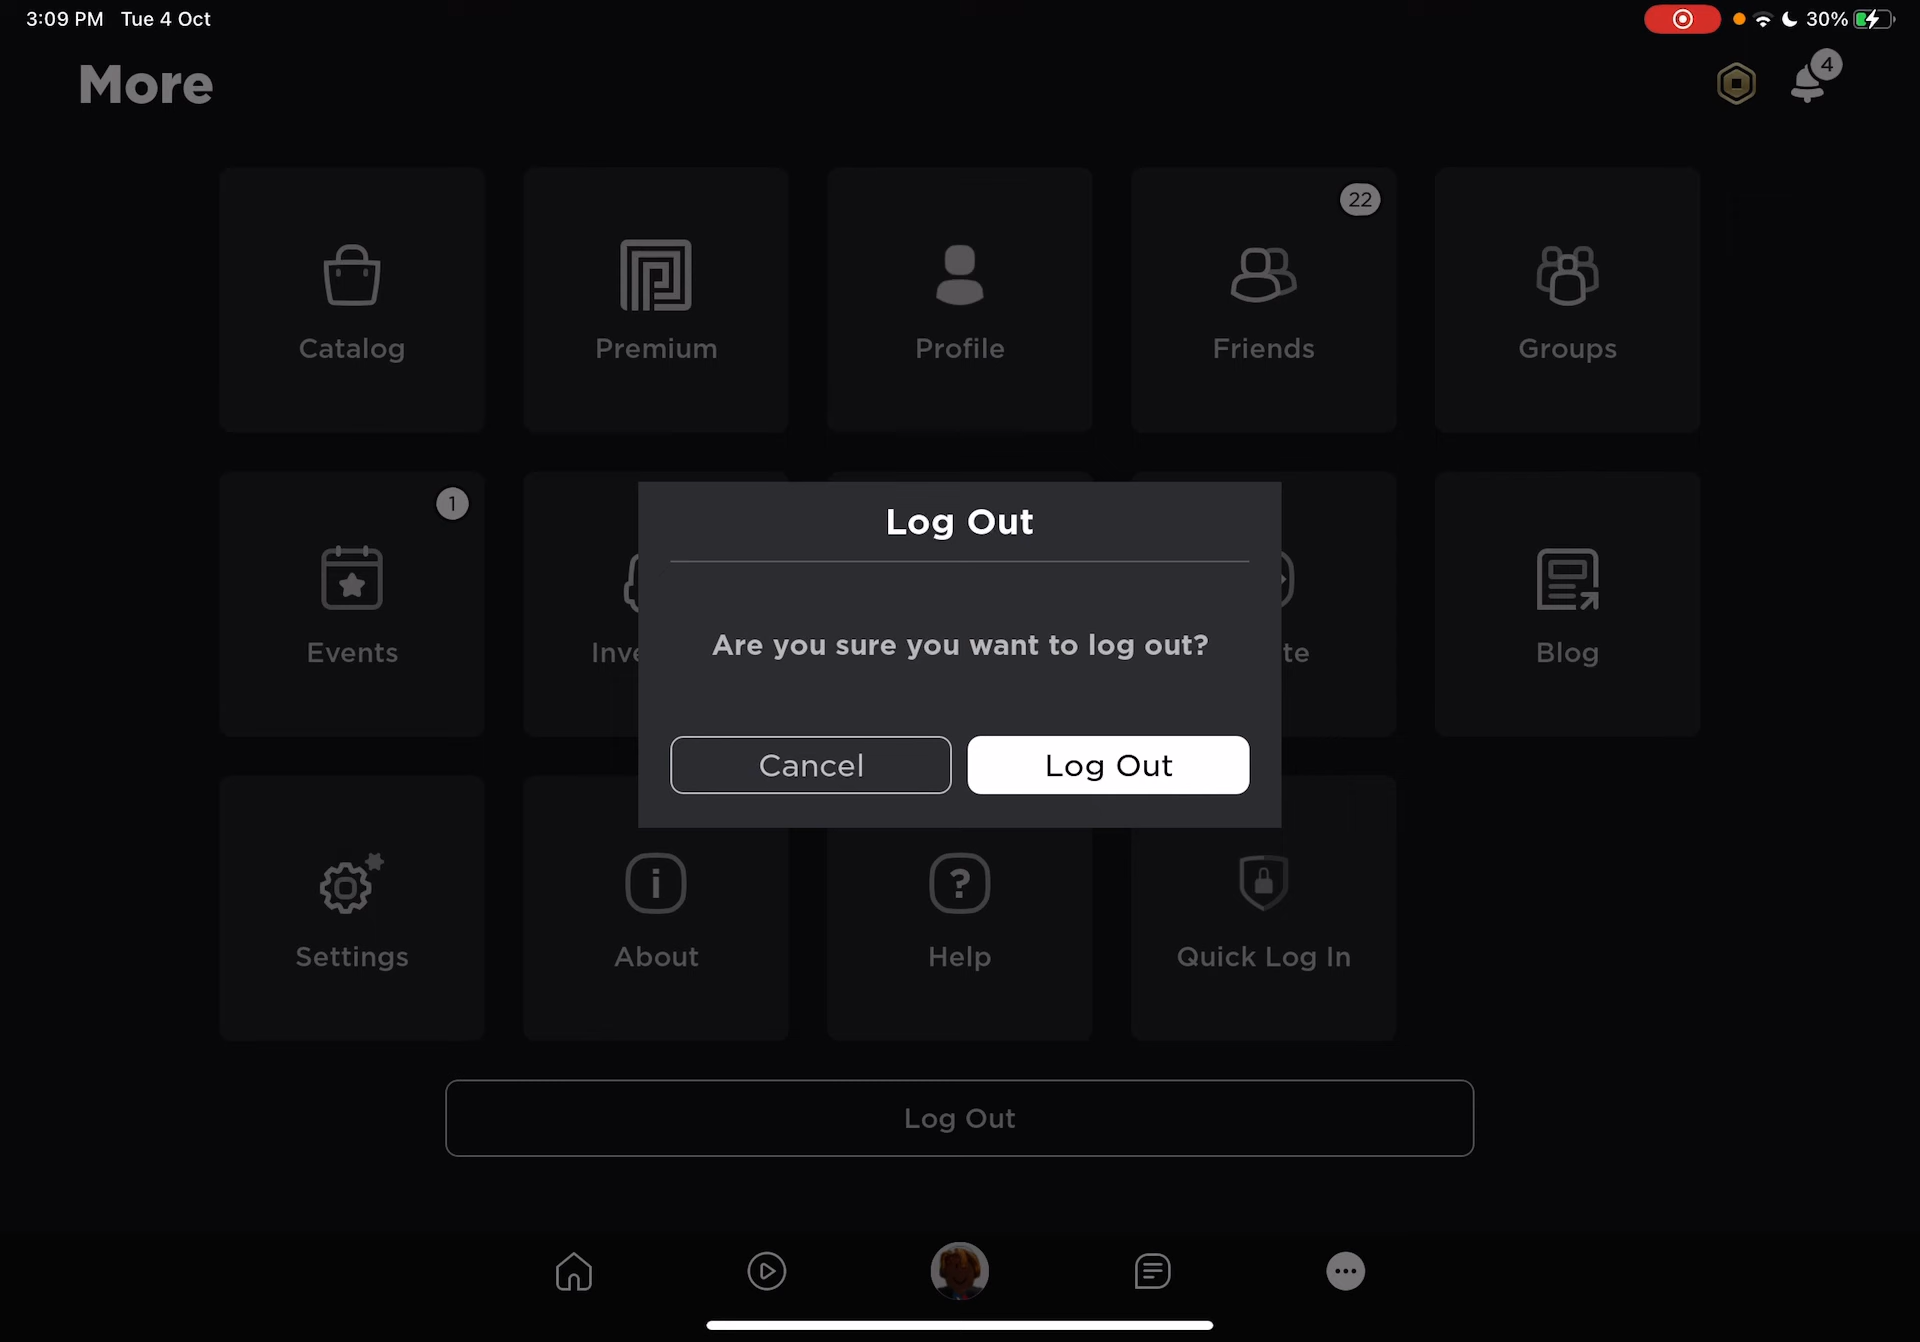 3:09 PM Tue 4 Oct
30%
More
4
22
Catalog
Premium
Profile
Friends
Groups
1
Events
Inve
te
Blog
Log Out
Are you sure you want to log out?
Cancel
Log Out
Settings
About
Help
Quick Log In
Log Out